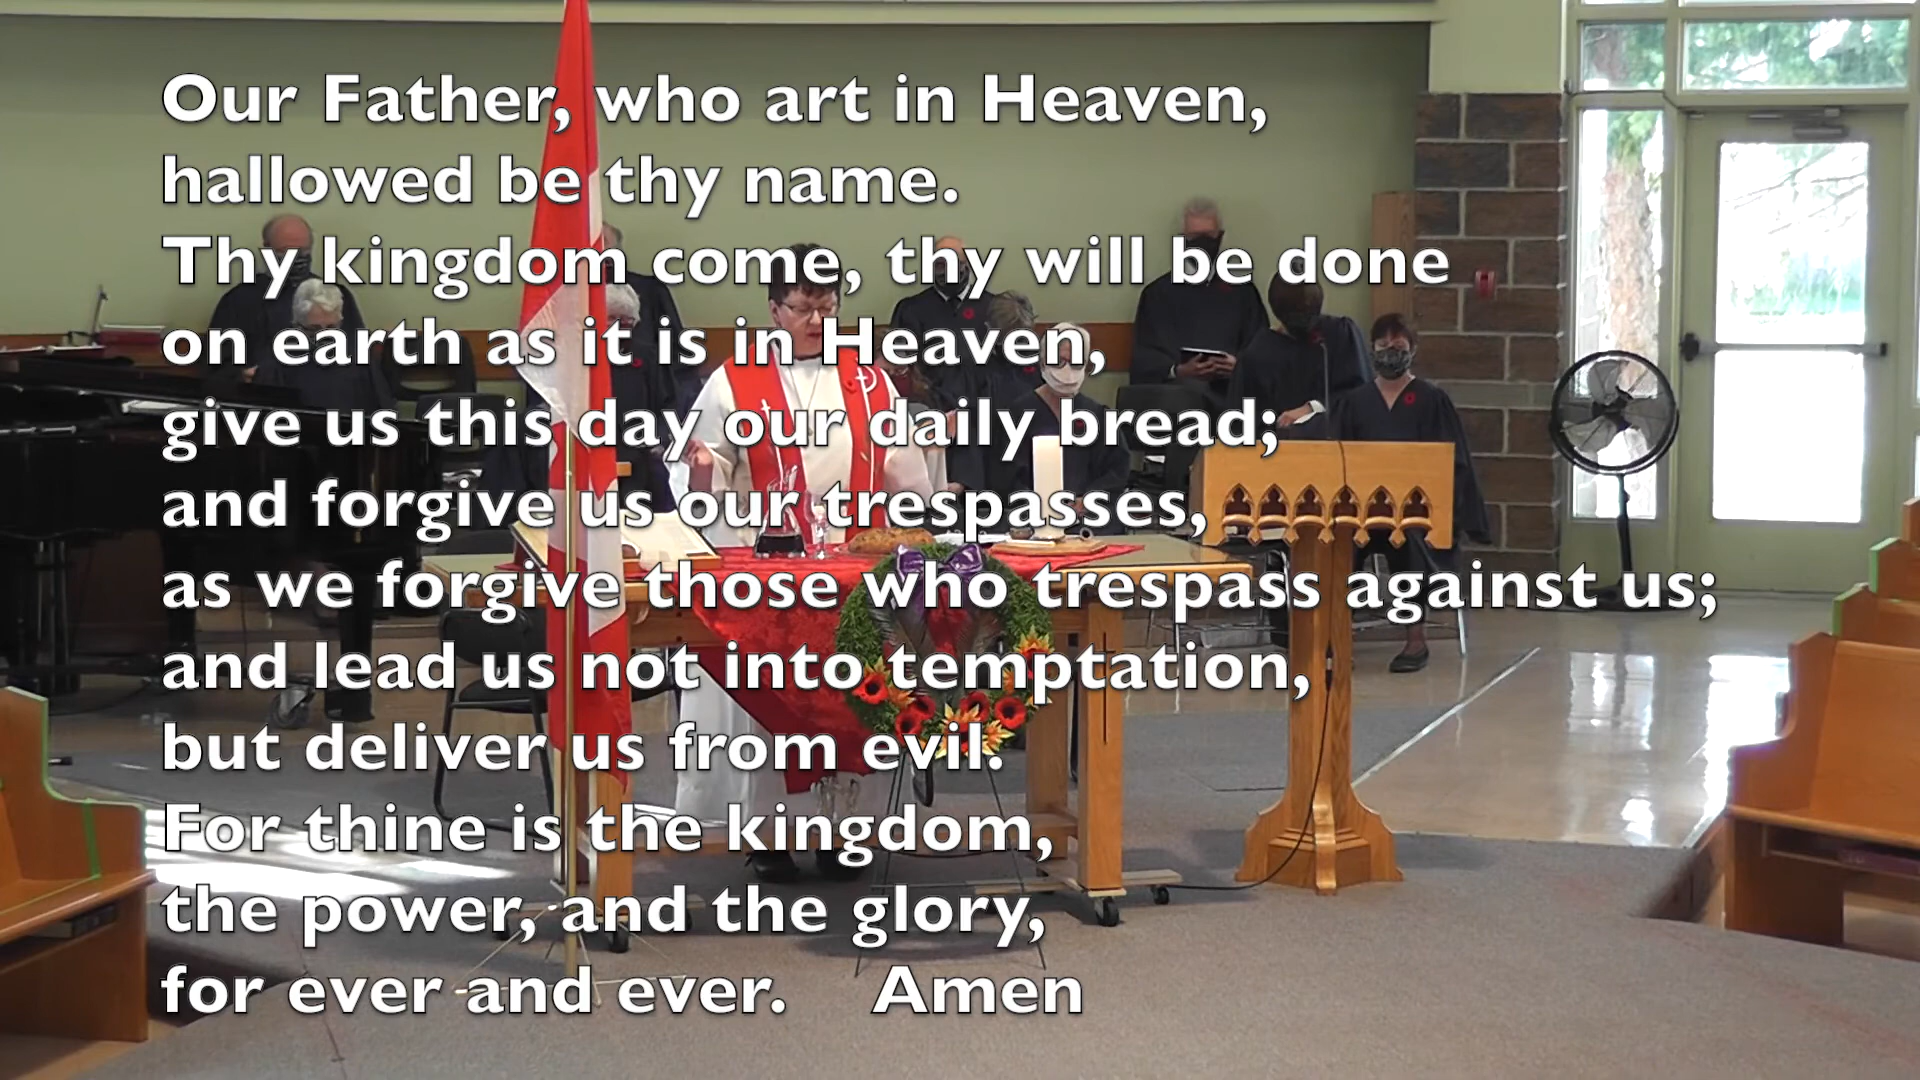 Our Father, who art in Heaven,
hallowed be thy name.
Thy kingdom come, thy will be done
on earth as it is in Heaven,
give us this day our daily bread;
and forgive us our trespasses,
as we forgive those who trespass against us;
and lead us not into temptation,
but deliver us from evil.
For thine is the kingdom,
the power, and the glory,
for ever and ever. Amen